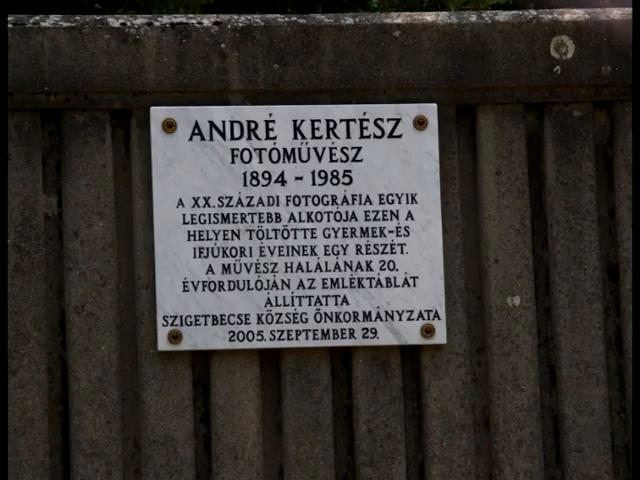 ANDRÉ KERTÉSZ
FOTÓMŰVÉSZ
1894 - 1985
A XX. SZÁZADI FOTOGRÁFIA EGYIK
LEGISMERTEBB ALKOTÓJA EZEN A
HELYEN TÖLTÖTTE GYERMEK-ÉS
IFJÚKORI ÉVEINEK EGY RÉSZÉT.
A MŰVÉSZ HALÁLÁNAK 20.
ÉVFORDULÓJÁN AZ EMLÉKTÁBLÁT
ÁLLÍTTATTA
SZIGETBECSE KÖZSÉG ÖNKORMÁNYZATA
2005. SZEPTEMBER 29.